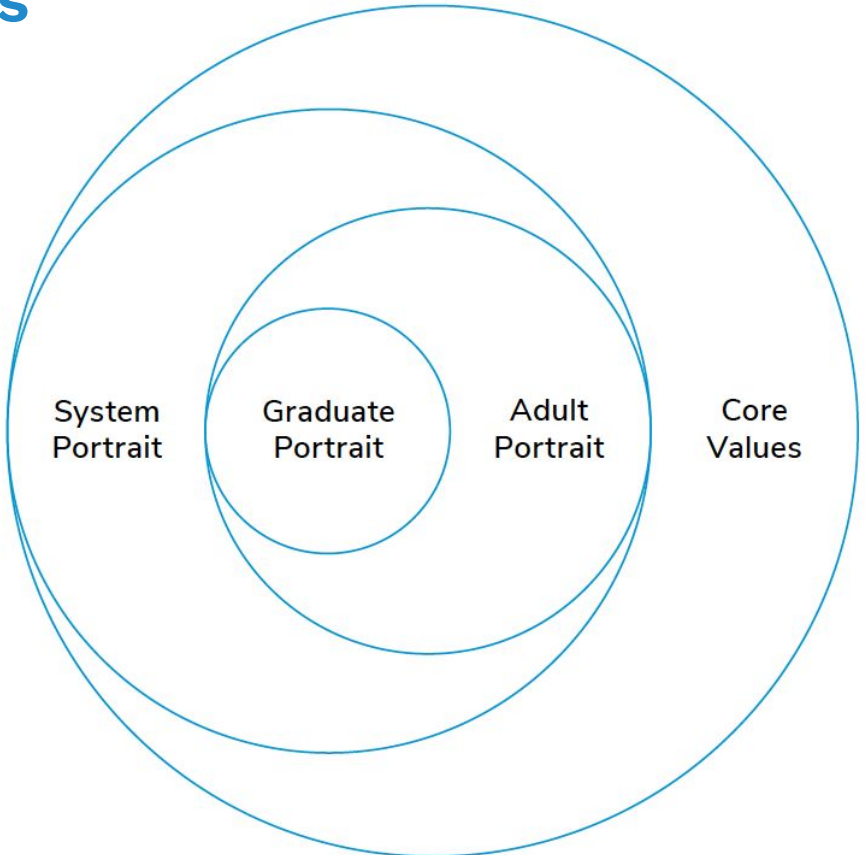 s
System
Portrait
Graduate
Portrait
Adult
Portrait
Core
Values